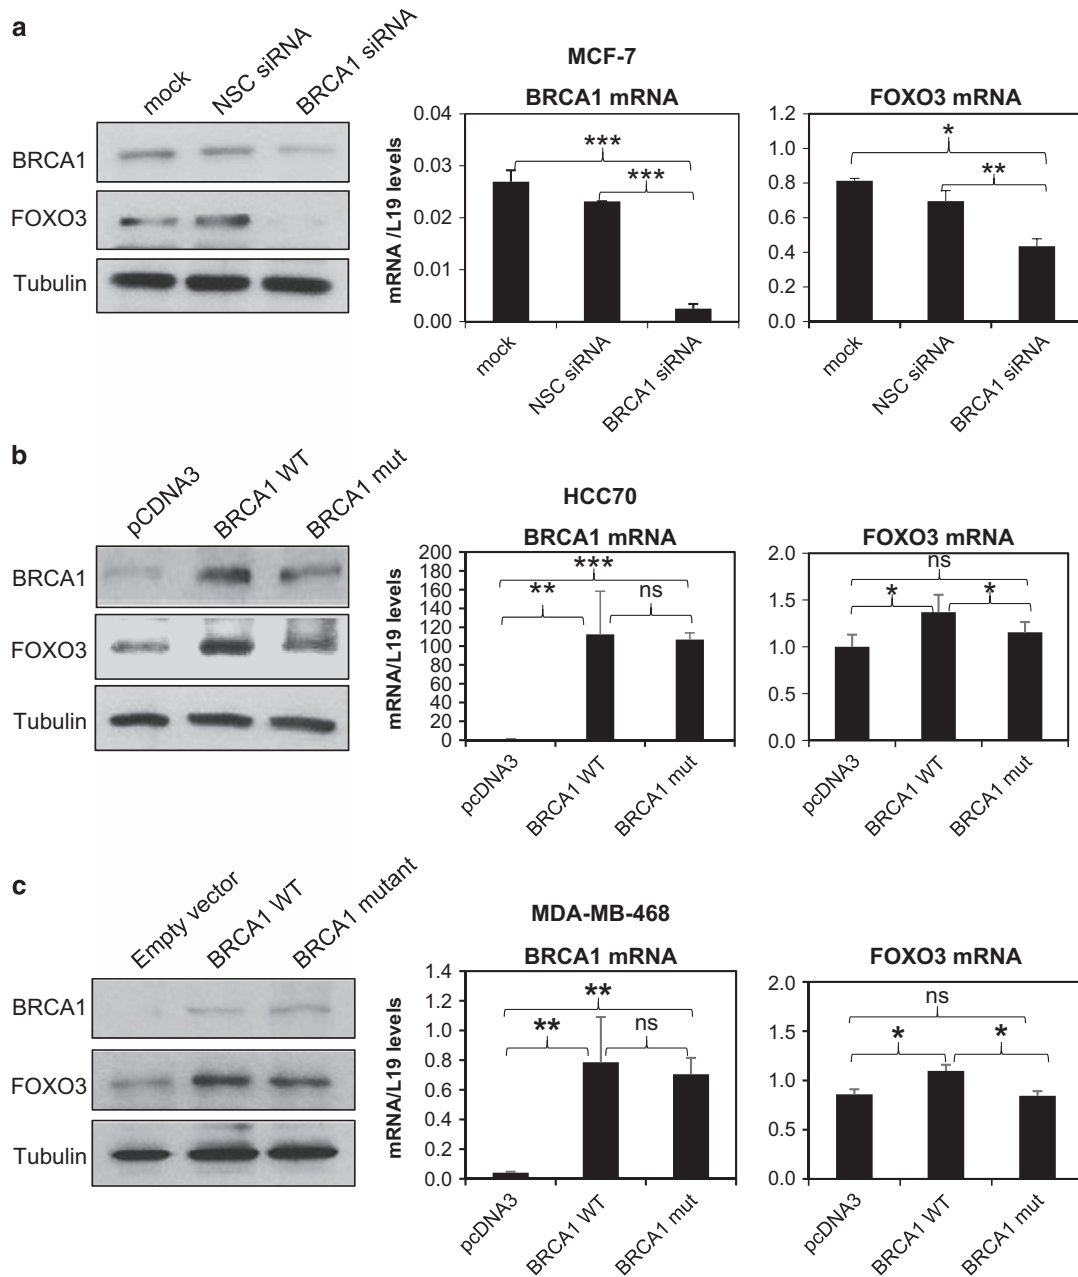 a
mock
NSC siRNA
BRCA1 siRNA
BRCA1
FOXO3
Tubulin
MCF-7
BRCA1 mRNA
mRNA /L19 levels
0.04
0.03
0.02
0.01
0.00
***
***
mock
NSC siRNA
BRCA1 siRNA
FOXO3 mRNA
1.2
1.0
0.8
0.6
0.4
0.2
0.0
*
**
mock
NSC siRNA
BRCA1 siRNA
b
pCDNA3
BRCA1 WT
BRCA1 mut
BRCA1
FOXO3
Tubulin
HCC70
BRCA1 mRNA
mRNA/L19 levels
200
180
160
140
120
100
80
60
40
20
0
***
**
ns
pcDNA3
BRCA1 WT
BRCA1 mut
FOXO3 mRNA
2.0
1.5
1.0
0.5
0.0
ns
*
*
pcDNA3
BRCA1 WT
BRCA1 mut
c
Empty vector
BRCA1 WT
BRCA1 mutant
BRCA1
FOXO3
Tubulin
MDA-MB-468
BRCA1 mRNA
mRNA/L19 levels
1.4
1.2
1.0
0.8
0.6
0.4
0.2
0.0
**
**
ns
pcDNA3
BRCA1 WT
BRCA1 mut
FOXO3 mRNA
2.0
1.5
1.0
0.5
0.0
ns
*
*
pcDNA3
BRCA1 WT
BRCA1 mut